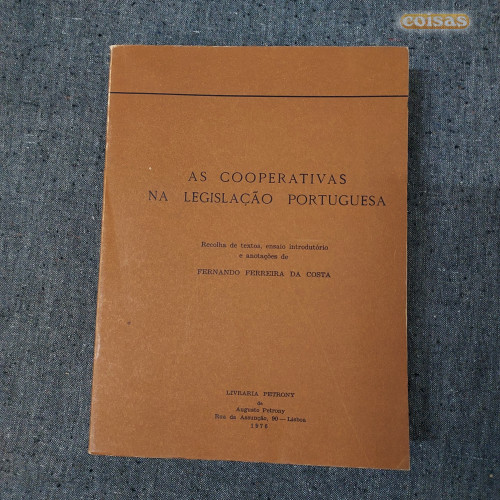 coisas
AS COOPERATIVAS
NA LEGISLAÇÃO PORTUGUESA
Recolha de textos, ensaio introdutório
e anotações de
FERNANDO FERREIRA DA COSTA
LIVRARIA PETRONY
de
Augusto Petrony
Rua da Assunção, 90 — Lisboa
1976